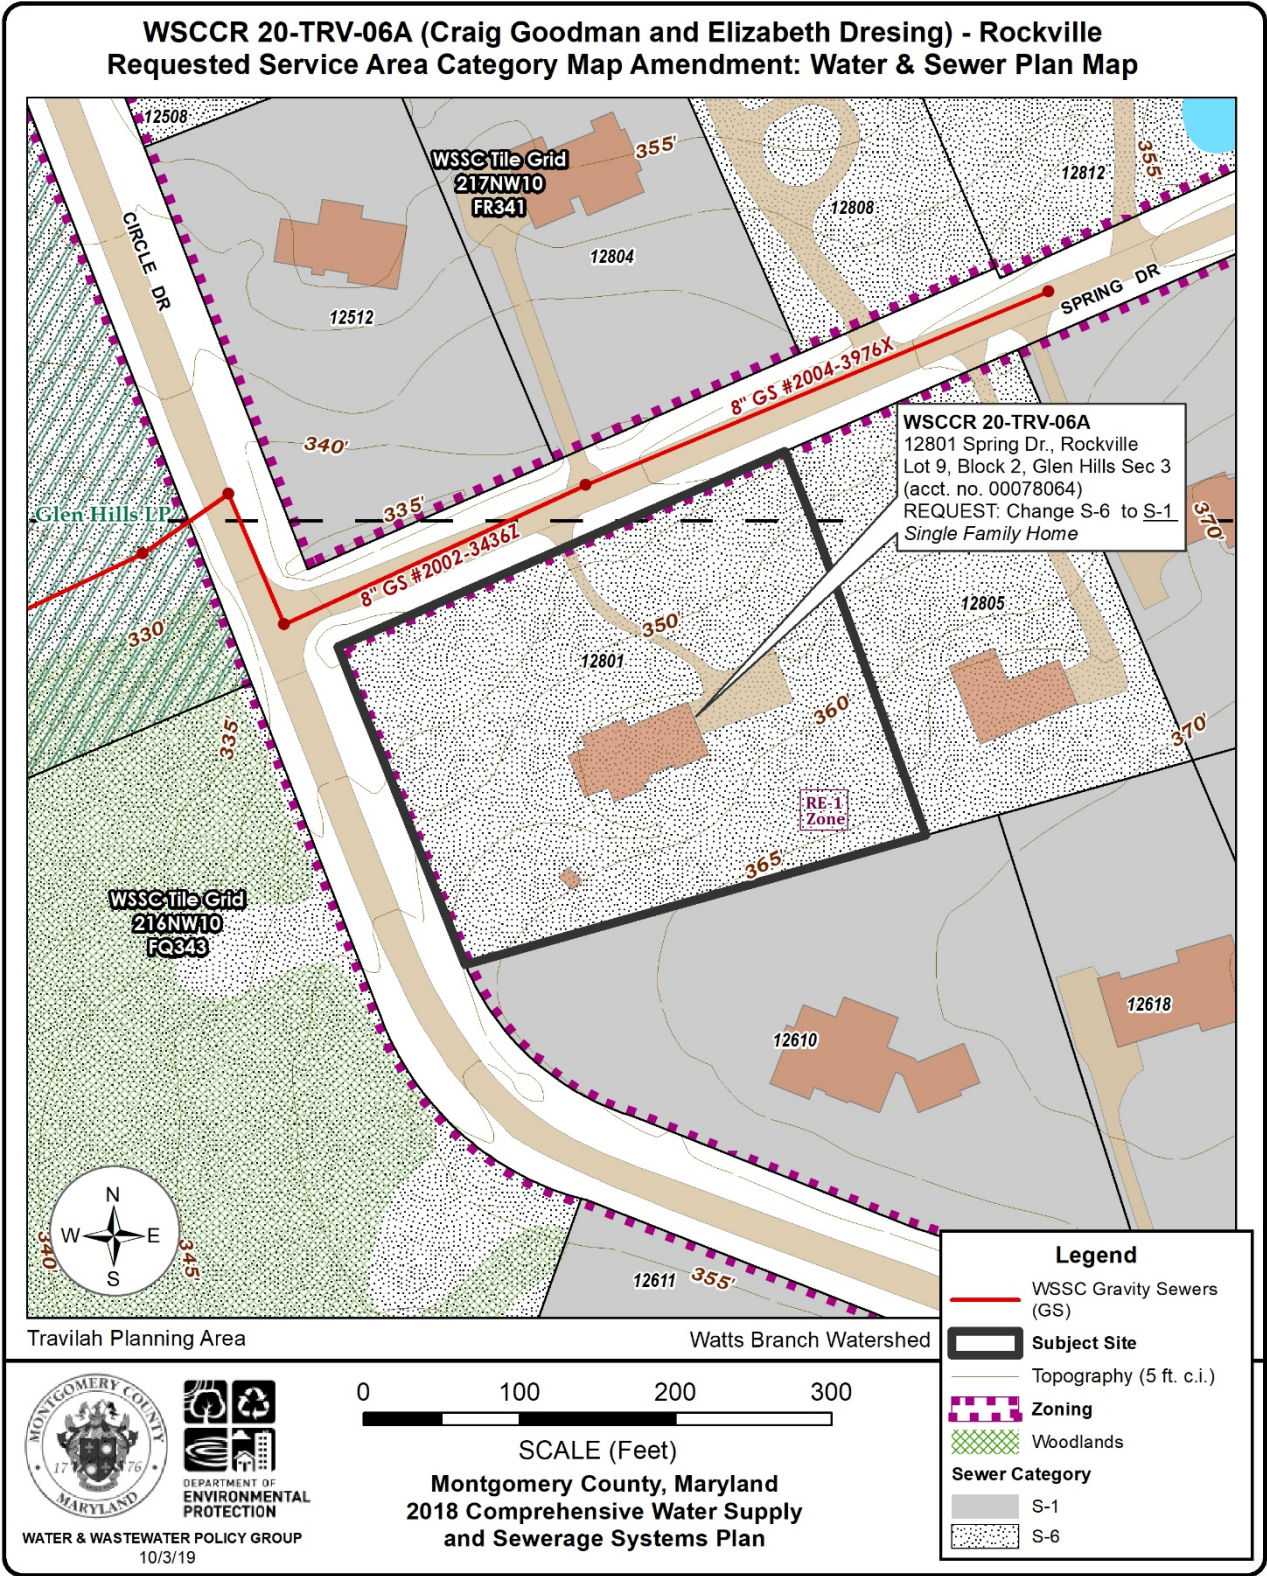 WSCCR 20-TRV-06A (Craig Goodman and Elizabeth Dresing) - Rockville
Requested Service Area Category Map Amendment: Water & Sewer Plan Map
12508
WSSC Tile Grid
217NW10
FR341
355'
355
12812
12808
CIRCLE DR
12804
12512
SPRING DR
8" GS #2004-3976X
340'
WSCCR 20-TRV-06A
12801 Spring Dr., Rockville
Lot 9, Block 2, Glen Hills Sec 3
(acct. no. 00078064)
REQUEST: Change S-6 to S-1
Single Family Home
Glen Hills LP
335'
370'
8" GS #2002-3436Z
12805
330'
350'
12801
360'
335'
370'
RE-1
Zone
365'
WSSC Tile Grid
216NW10
FQ343
12618
12610
N
W E
S
340'
345'
12611
355'
Travilah Planning Area
Watts Branch Watershed
Legend
WSSC Gravity Sewers
(GS)
Subject Site
Topography (5 ft. c.i.)
Zoning
Woodlands
Sewer Category
S-1
S-6
MONTGOMERY COUNTY
17 76
MARYLAND
DEPARTMENT OF
ENVIRONMENTAL
PROTECTION
WATER & WASTEWATER POLICY GROUP
10/3/19
0 100 200 300
SCALE (Feet)
Montgomery County, Maryland
2018 Comprehensive Water Supply
and Sewerage Systems Plan